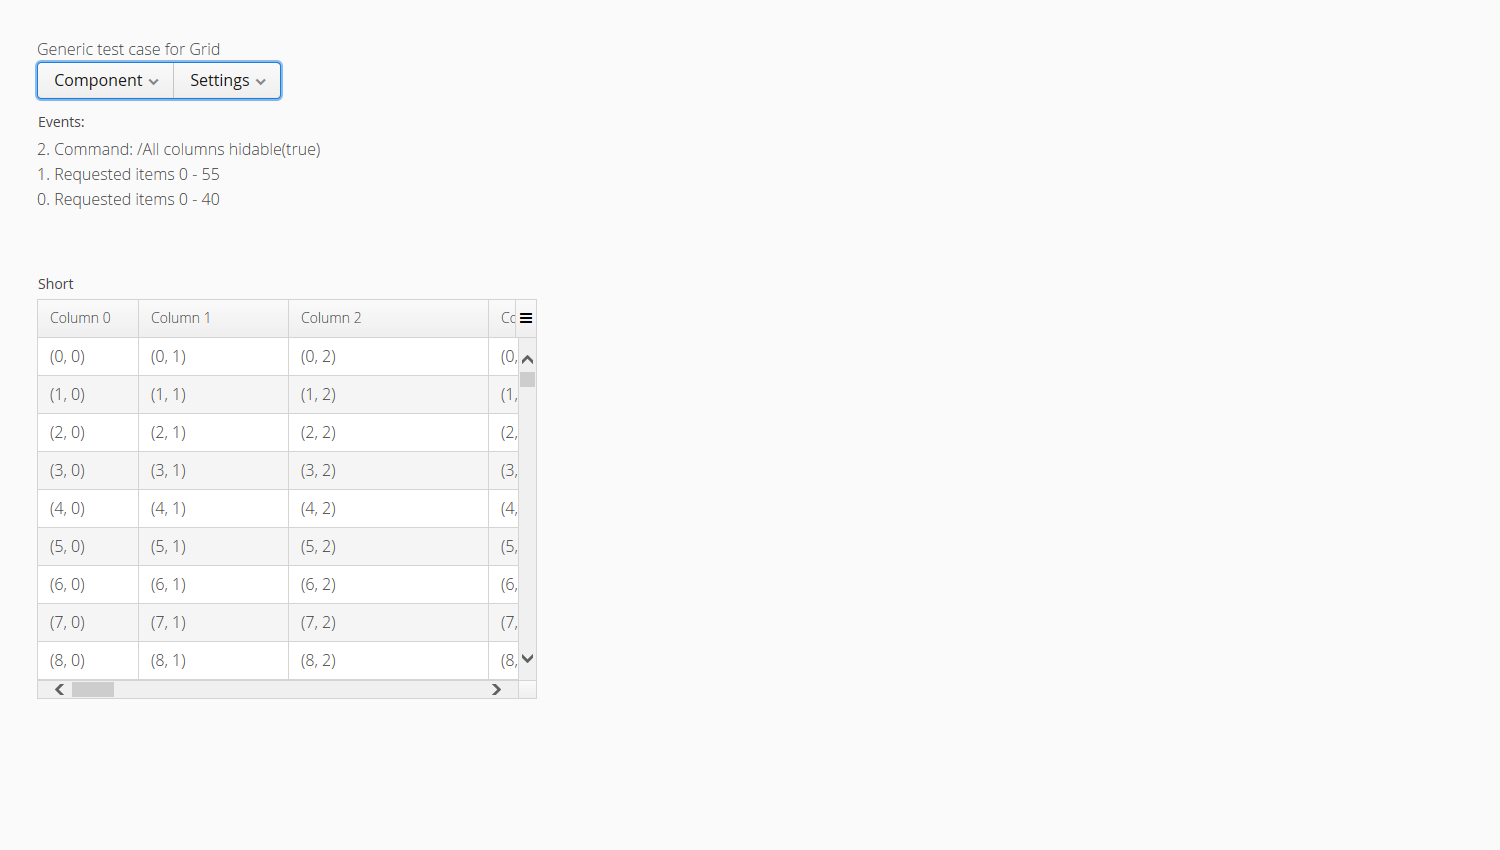 Generic test case for Grid
Component Settings
Events:
2. Command: /All columns hidable(true)
1. Requested items 0 - 55
0. Requested items 0 - 40
Short
Column 0 Column 1 Column 2
(0, 0) (0, 1) (0, 2) (0,
(1, 0) (1, 1) (1, 2) (1,
(2, 0) (2, 1) (2, 2) (2,
(3, 0) (3, 1) (3, 2) (3,
(4, 0) (4, 1) (4, 2) (4,
(5, 0) (5, 1) (5, 2) (5,
(6, 0) (6, 1) (6, 2) (6,
(7, 0) (7, 1) (7, 2) (7,
(8, 0) (8, 1) (8, 2) (8,